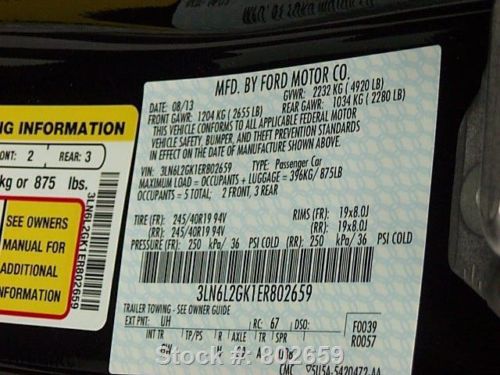 MFD. BY FORD MOTOR CO.
DATE: 08/13 GVWR: 2232 KG ( 4920 LB)
FRONT GAWR: 1204 KG ( 2655 LB) REAR GAWR: 1034 KG ( 2280 LB)
THIS VEHICLE CONFORMS TO ALL APPLICABLE FEDERAL MOTOR
VEHICLE SAFETY, BUMPER, AND THEFT PREVENTION STANDARDS
IN EFFECT ON THE DATE OF MANUFACTURE SHOWN ABOVE.
VIN: 3LN6L2GK1ER802659 TYPE: Passenger Car
MAXIMUM LOAD = OCCUPANTS + LUGGAGE = 396KG/ 875LB
OCCUPANTS = 5 TOTAL: 2 FRONT, 3 REAR
TIRE (FR): 245/40R19 94V RIMS (FR): 19x8.0J
(RR): 245/40R19 94V (RR): 19x8.0J
PRESSURE (FR): 250 kPa/ 36 PSI COLD (RR): 250 kPa/ 36 PSI COLD
3LN6L2GK1ER802659
TRAILER TOWING - SEE OWNER GUIDE
EXT PNT: UH RC: 67 F0039
R0057
INT TR TP/PS R AXLE TR SPR
NG INFORMATION
ONT: 2 REAR: 3
kg or 875 lbs.
SEE OWNERS
MANUAL FOR
ADDITIONAL
INFORMATION
3LN6L2GK1ER802659
Stock #: 802659